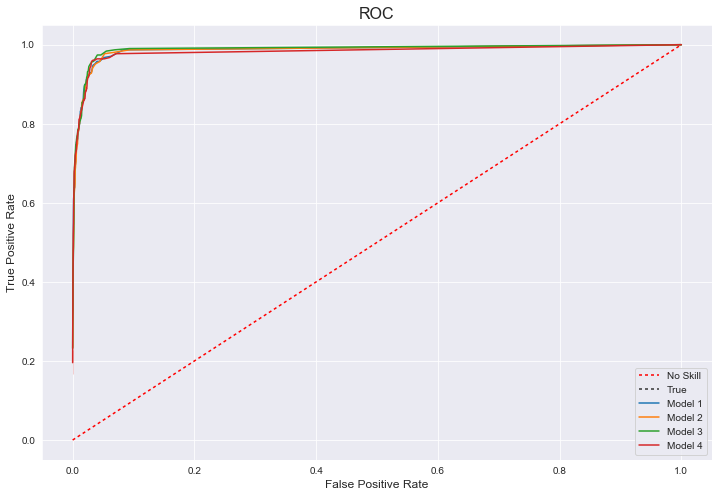 ROC
True Positive Rate
1.0
0.8
0.6
0.4
0.2
0.0
0.0 0.2 0.4 0.6 0.8 1.0
False Positive Rate
No Skill
True
Model 1
Model 2
Model 3
Model 4